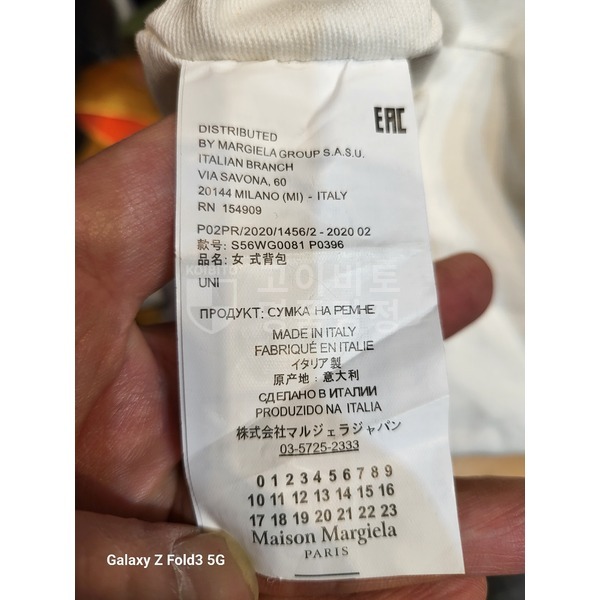 EAC
DISTRIBUTED
BY MARGIELA GROUP S.A.S.U.
ITALIAN BRANCH
VIA SAVONA, 60
20144 MILANO (MI) - ITALY
RN 154909
P02PR/2020/1456/2 - 2020 02
款号: S56WG0081 P0396
品名: 女 式背包
KOIBITO
고이비토
UNI
ПРОДУКТ: СУМКА НА РЕМНЕ
MADE IN ITALY
FABRIQUÉ EN ITALIE
イタリア製
原产地: 意大利
СДЕЛАНО В ИТАЛИИ
PRODUZIDO NA ITALIA
株式会社マルジェラジャパン
03-5725-2333
0 1 2 3 4 5 6 7 8 9
10 11 12 13 14 15 16
17 18 19 20 21 22 23
Maison Margiela
PARIS
Galaxy Z Fold3 5G